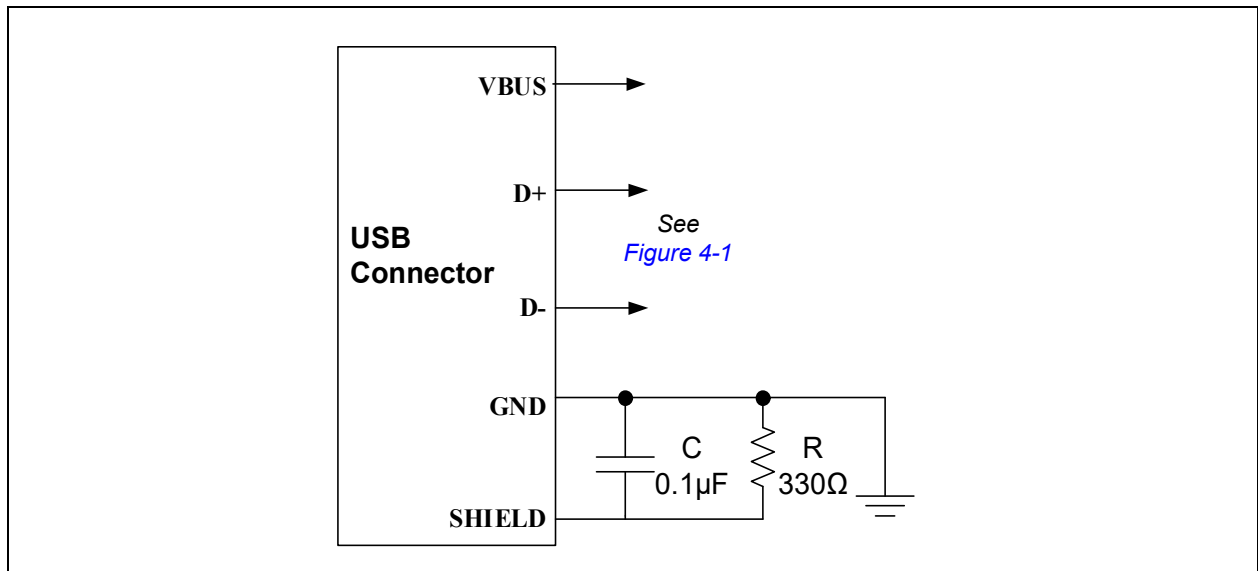 VBUS
D+
See
Figure 4-1
USB
Connector
D-
GND
C
0.1µF
R
330Ω
SHIELD